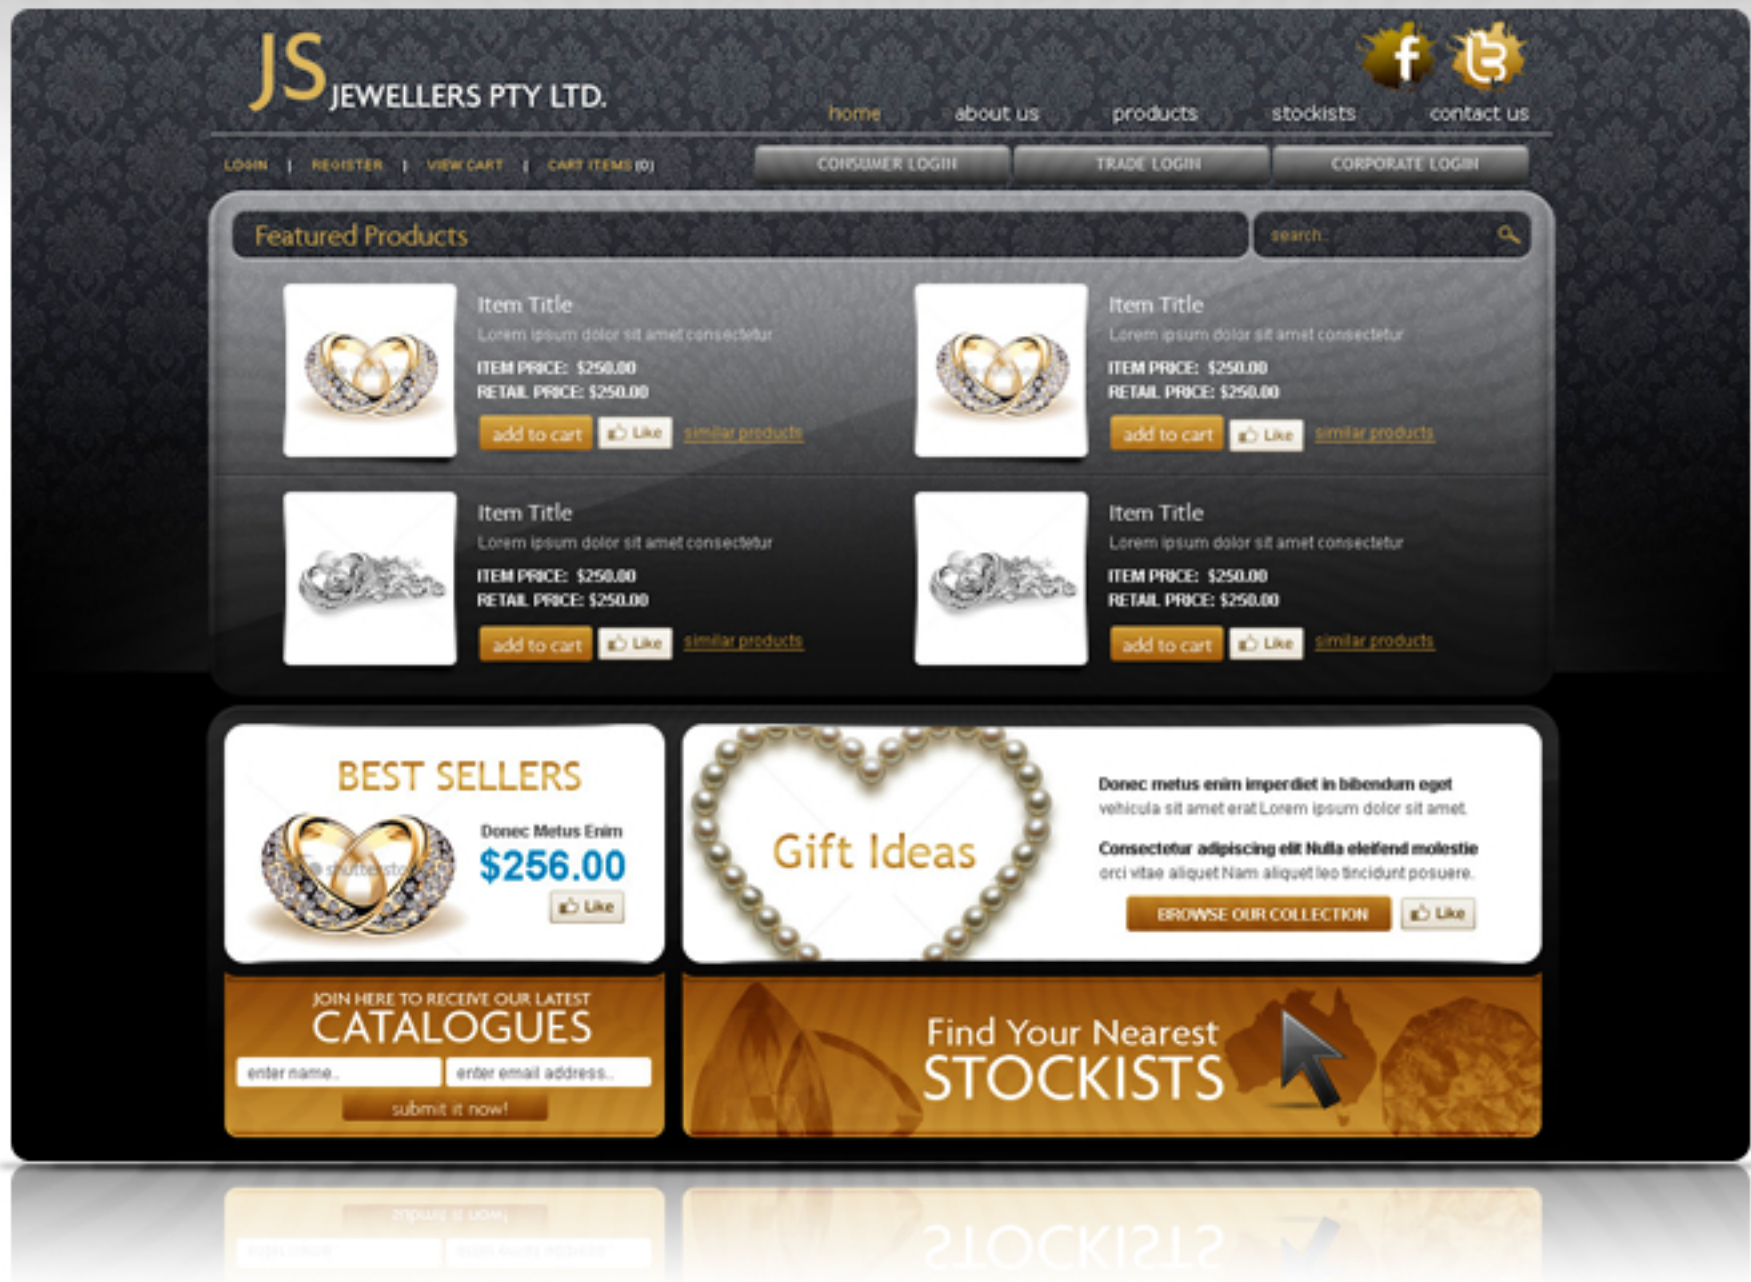 JS JEWELLERS PTY LTD.
home about us products stockists contact us
LOGIN | REGISTER | VIEW CART | CART ITEMS (0)
CONSUMER LOGIN TRADE LOGIN CORPORATE LOGIN
Featured Products
search..
Item Title
Lorem ipsum dolor sit amet consectetur
ITEM PRICE: $250.00
RETAIL PRICE: $250.00
add to cart Like similar products
Item Title
Lorem ipsum dolor sit amet consectetur
ITEM PRICE: $250.00
RETAIL PRICE: $250.00
add to cart Like similar products
Item Title
Lorem ipsum dolor sit amet consectetur
ITEM PRICE: $250.00
RETAIL PRICE: $250.00
add to cart Like similar products
Item Title
Lorem ipsum dolor sit amet consectetur
ITEM PRICE: $250.00
RETAIL PRICE: $250.00
add to cart Like similar products
BEST SELLERS
Donec Metus Enim
$256.00
Like
Gift Ideas
Donec metus enim imperdiet in bibendum eget
vehicula sit amet erat Lorem ipsum dolor sit amet.
Consectetur adipiscing elit Nulla eleifend molestie
orci vitae aliquet Nam aliquet leo tincidunt posuere.
BROWSE OUR COLLECTION Like
JOIN HERE TO RECEIVE OUR LATEST
CATALOGUES
enter name.. enter email address..
submit it now!
Find Your Nearest
STOCKISTS